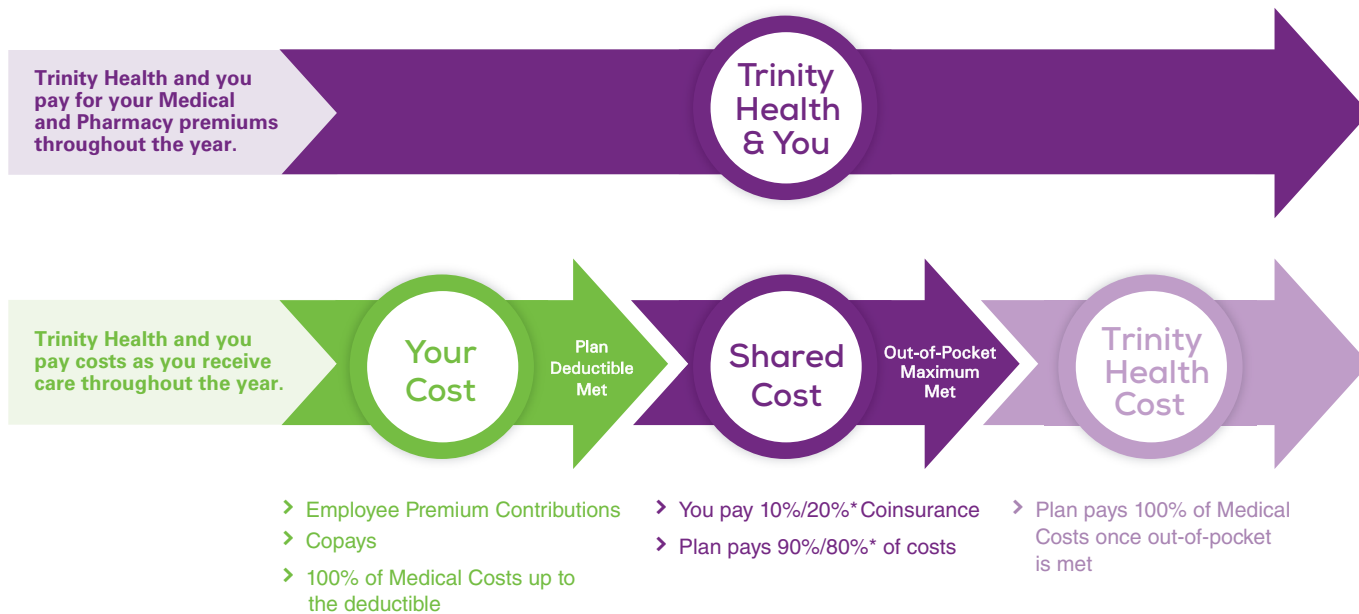 Trinity Health and you
pay for your Medical
and Pharmacy premiums
throughout the year.
Trinity
Health
& You
Trinity Health and you
pay costs as you receive
care throughout the year.
Your
Cost
Plan
Deductible
Met
Shared
Cost
Out-of-Pocket
Maximum
Met
Trinity
Health
Cost
> Employee Premium Contributions
> Copays
> 100% of Medical Costs up to
the deductible
> You pay 10%/20%* Coinsurance
> Plan pays 90%/80%* of costs
> Plan pays 100% of Medical
Costs once out-of-pocket
is met